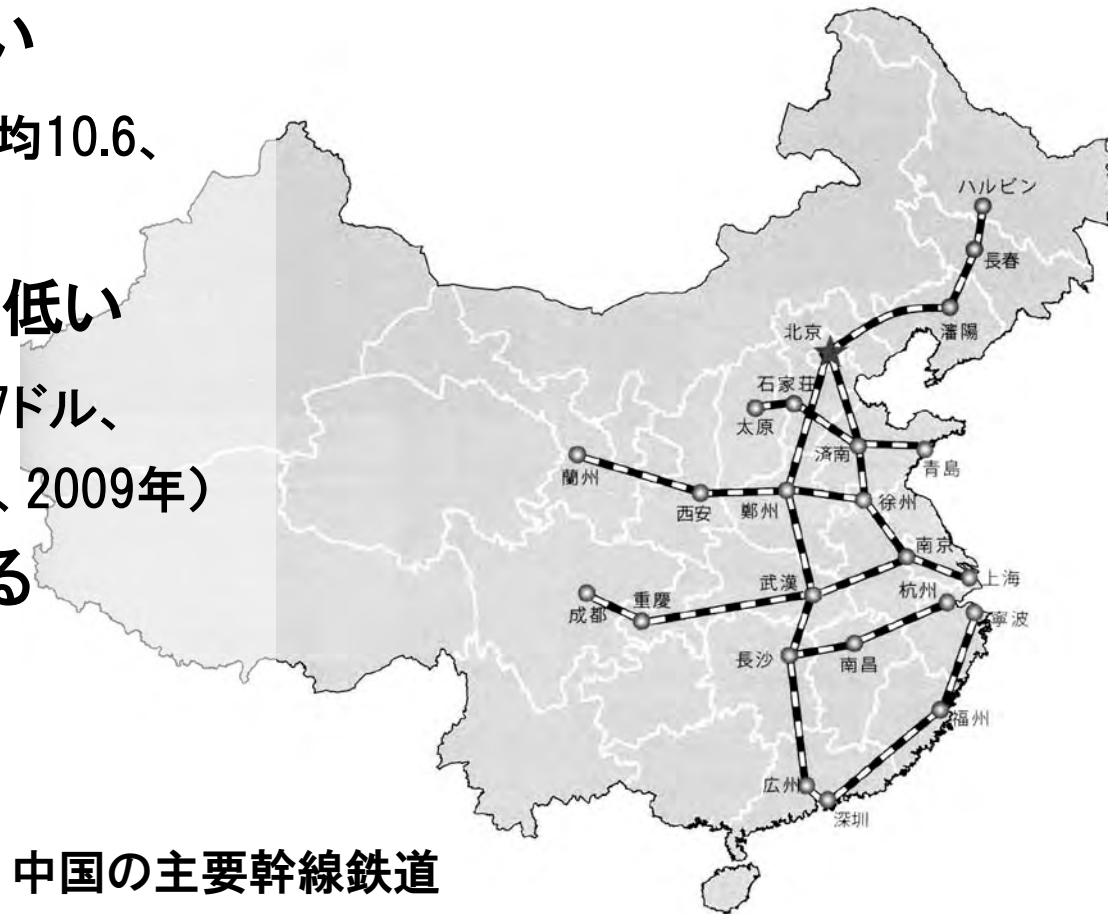 い
均10.6、
低い
7ドル、
、2009年）
る
ハルビン
長春
瀋陽
北京
石家荘
太原
済南
青島
蘭州
西安
鄭州
徐州
南京
上海
武漢
杭州
寧波
成都
重慶
長沙
南昌
福州
広州
深圳
中国の主要幹線鉄道